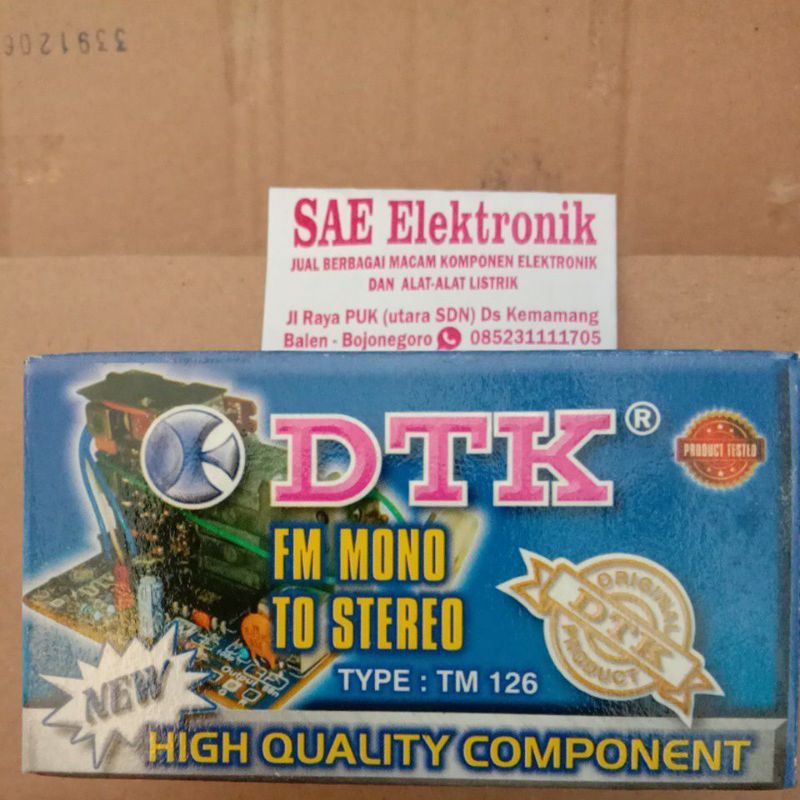 3391206
SAE Elektronik
JUAL BERBAGAI MACAM KOMPONEN ELEKTRONIK
DAN ALAT-ALAT LISTRIK
Jl Raya PUK (utara SDN) Ds Kemamang
Balen - Bojonegoro 085231111705
DTK®
PRODUCT TESTED
FM MONO
TO STEREO
ORIGINAL
DTK
PRODUCT
TYPE : TM 126
NEW
HIGH QUALITY COMPONENT